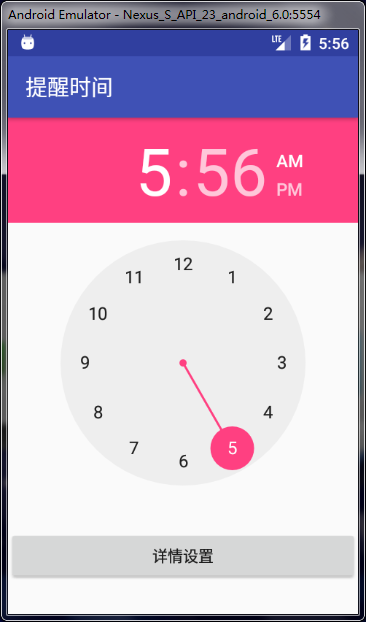 Android Emulator - Nexus_S_API_23_android_6.0:5554
LTE 5:56
提醒时间
5:56 AM
PM
12
11 1
10 2
9 3
8 4
7 5
6
详情设置